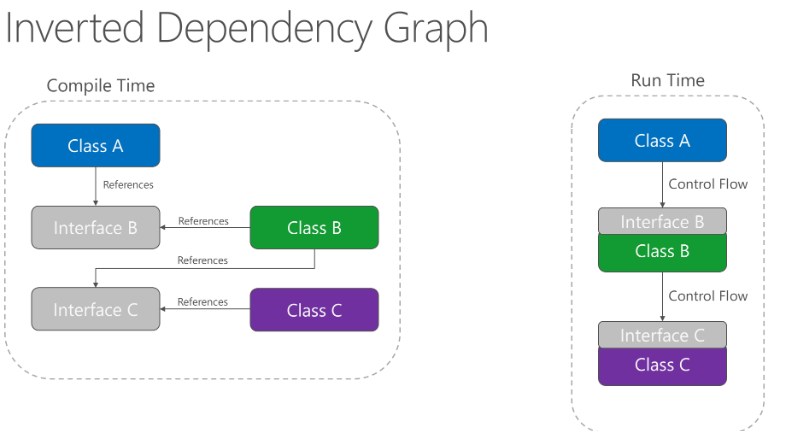 Inverted Dependency Graph
Compile Time
Class A
References
Interface B
References
Class B
References
Interface C
References
Class C
Run Time
Class A
Control Flow
Interface B
Class B
Control Flow
Interface C
Class C